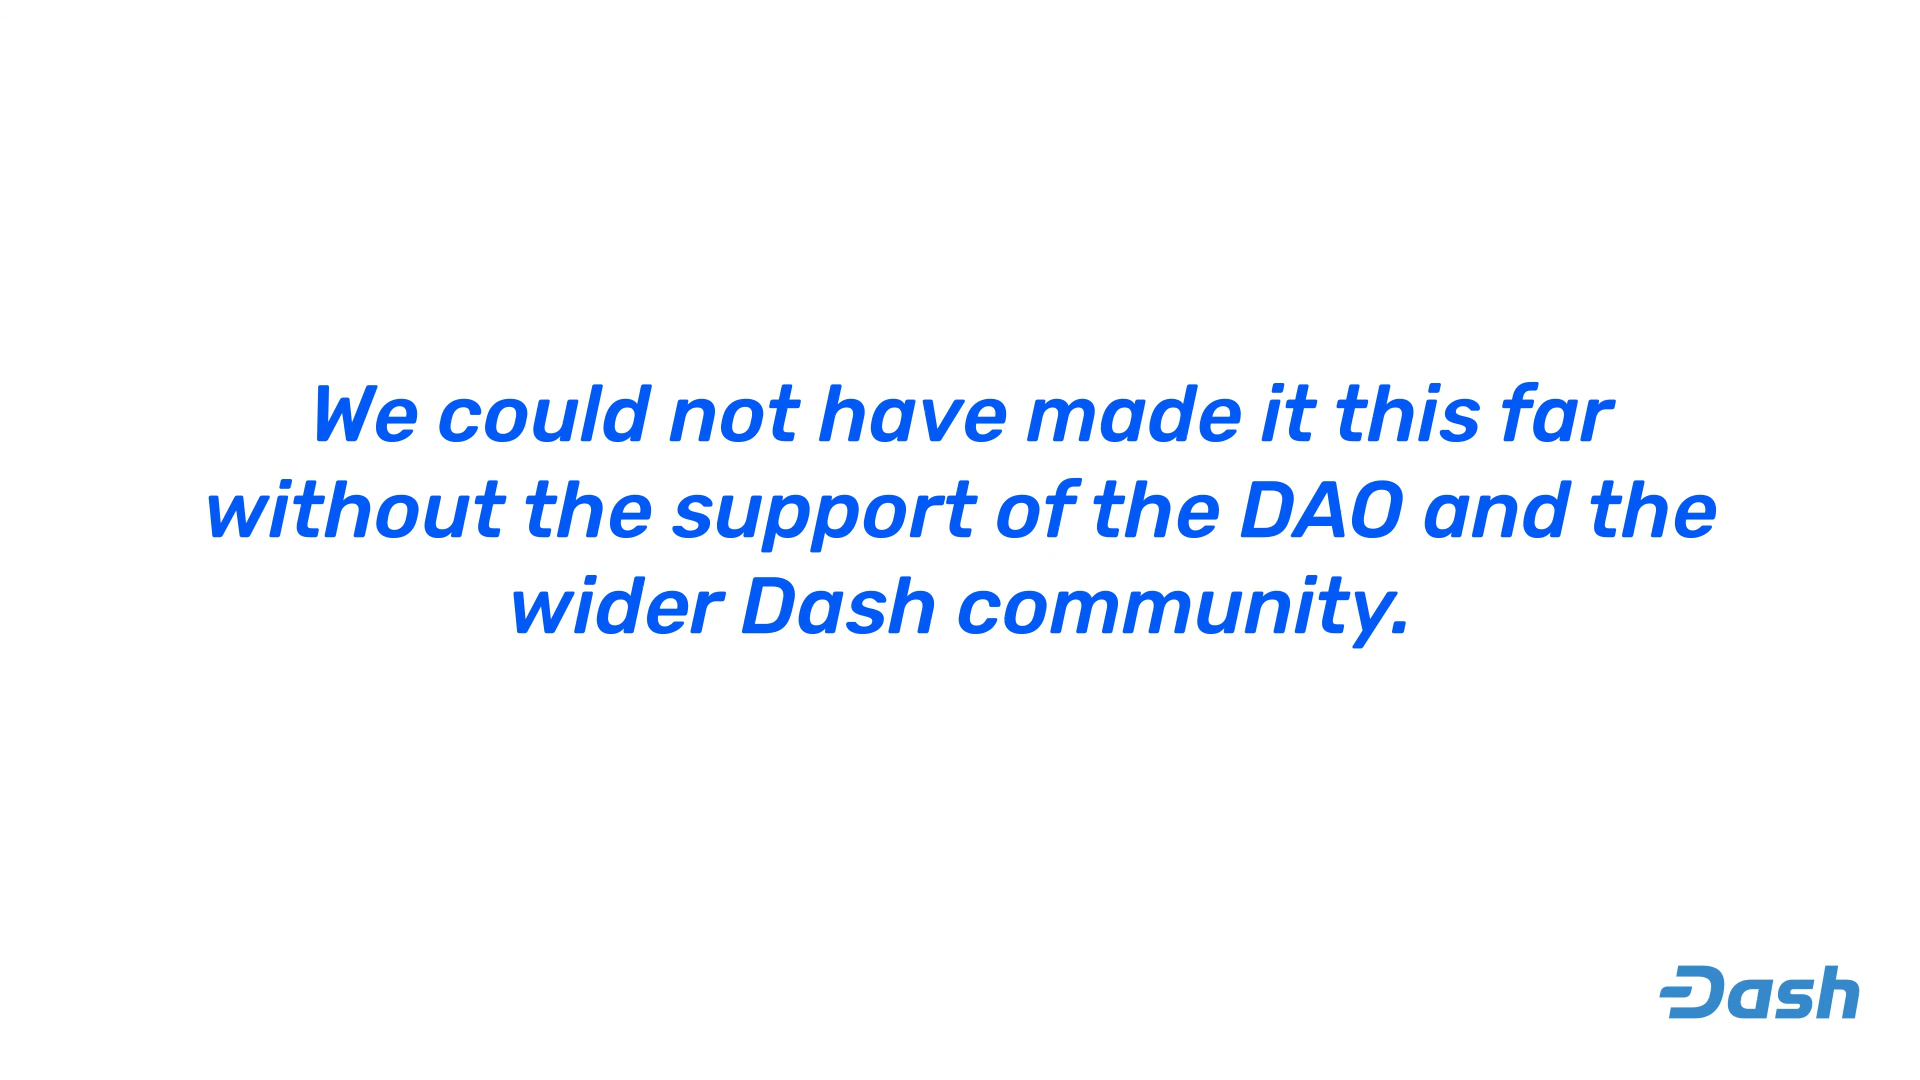 We could not have made it this far
without the support of the DAO and the
wider Dash community.
Dash